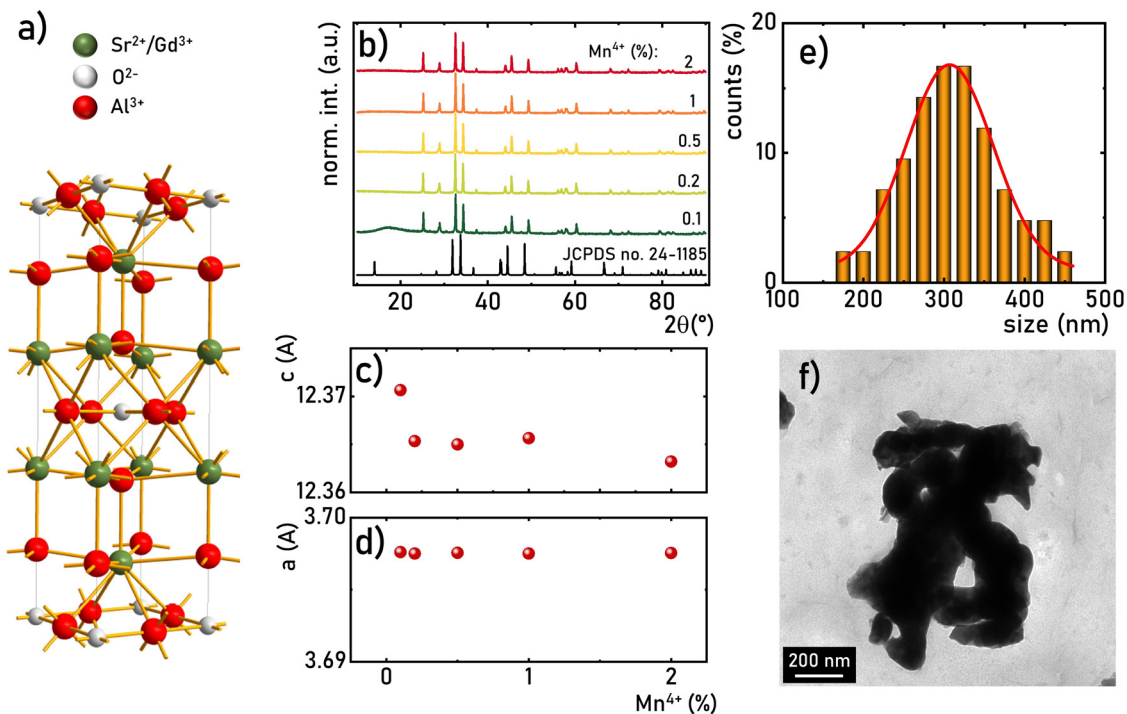 a)
Sr²⁺/Gd³⁺
O²⁻
Al³⁺
b)
norm. int. (a.u.)
Mn⁴⁺ (%):
2
1
0.5
0.2
0.1
JCPDS no. 24-1185
20 40 60 80
2θ(°)
c)
c (A)
12.37
12.36
d)
a (A)
3.70
3.69
0 1 2
Mn⁴⁺ (%)
e)
counts (%)
20
10
0
100 200 300 400 500
size (nm)
f)
200 nm